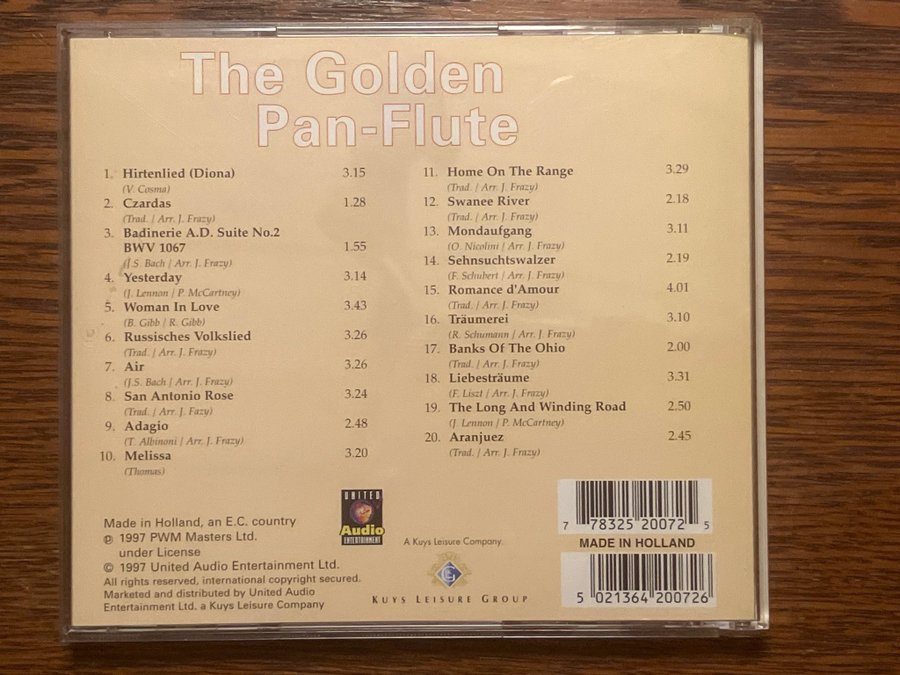 The Golden
Pan-Flute
1. Hirtenlied (Diona) 3.15
(V. Cosma)
2. Czardas 1.28
(Trad. / Arr. J. Frazy)
3. Badinerie A.D. Suite No.2
BWV 1067 1.55
(J.S. Bach / Arr. J. Frazy)
4. Yesterday 3.14
(J. Lennon / P. McCartney)
5. Woman In Love 3.43
(B. Gibb / R. Gibb)
6. Russisches Volkslied 3.26
(Trad. / Arr. J. Frazy)
7. Air 3.26
(J.S. Bach / Arr. J. Frazy)
8. San Antonio Rose 3.24
(Trad. / Arr. J. Fazy)
9. Adagio 2.48
(T. Albinoni / Arr. J. Frazy)
10. Melissa 3.20
(Thomas)
11. Home On The Range 3.29
(Trad. / Arr. J. Frazy)
12. Swanee River 2.18
(Trad. / Arr. J. Frazy)
13. Mondaufgang 3.11
(O. Nicolini / Arr. J. Frazy)
14. Sehnsuchtswalzer 2.19
(F. Schubert / Arr. J. Frazy)
15. Romance d'Amour 4.01
(Trad. / Arr. J. Frazy)
16. Träumerei 3.10
(R. Schumann / Arr. J. Frazy)
17. Banks Of The Ohio 2.00
(Trad. / Arr. J. Frazy)
18. Liebesträume 3.31
(F. Liszt / Arr. J. Frazy)
19. The Long And Winding Road 2.50
(J. Lennon / P. McCartney)
20. Aranjuez 2.45
(Trad. / Arr. J. Frazy)
Made in Holland, an E.C. country
℗ 1997 PWM Masters Ltd.
under License
© 1997 United Audio Entertainment Ltd.
All rights reserved, international copyright secured.
Marketed and distributed by United Audio
Entertainment Ltd. a Kuys Leisure Company
UNITED
Audio
ENTERTAINMENT
A Kuys Leisure Company
KUYS LEISURE GROUP
7 78325 20072 5
MADE IN HOLLAND
5 021364 200726